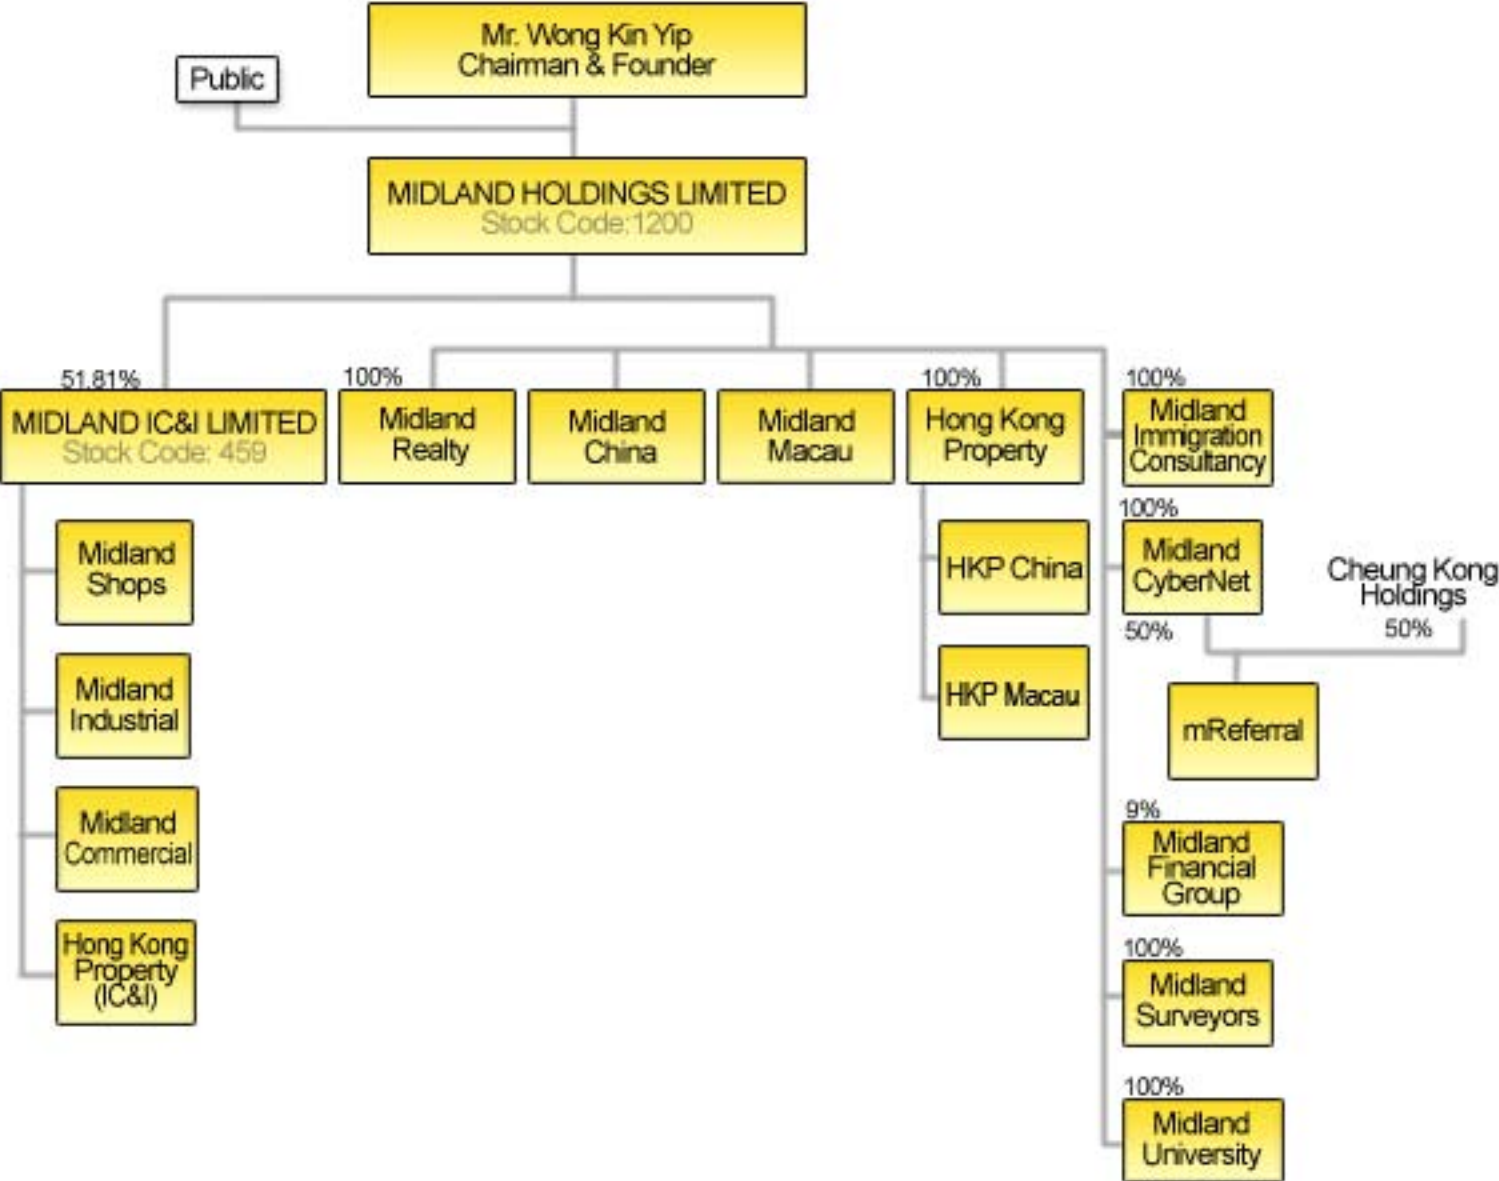 Mr. Wong Kin Yip
Chairman & Founder
Public
MIDLAND HOLDINGS LIMITED
Stock Code:1200
51.81%
MIDLAND IC&I LIMITED
Stock Code: 459
100%
Midland
Realty
Midland
China
Midland
Macau
100%
Hong Kong
Property
100%
Midland
Immigration
Consultancy
Midland
Shops
Midland
Industrial
Midland
Commercial
Hong Kong
Property
(IC&I)
HKP China
HKP Macau
100%
Midland
CyberNet
50%
Cheung Kong
Holdings
50%
mReferral
9%
Midland
Financial
Group
100%
Midland
Surveyors
100%
Midland
University